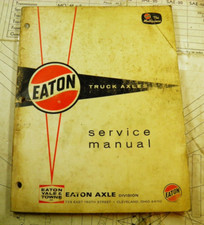 EATON
TRUCK AXLES
service
manual
EATON
YALE &
TOWNE
EATON AXLE DIVISION
EATON